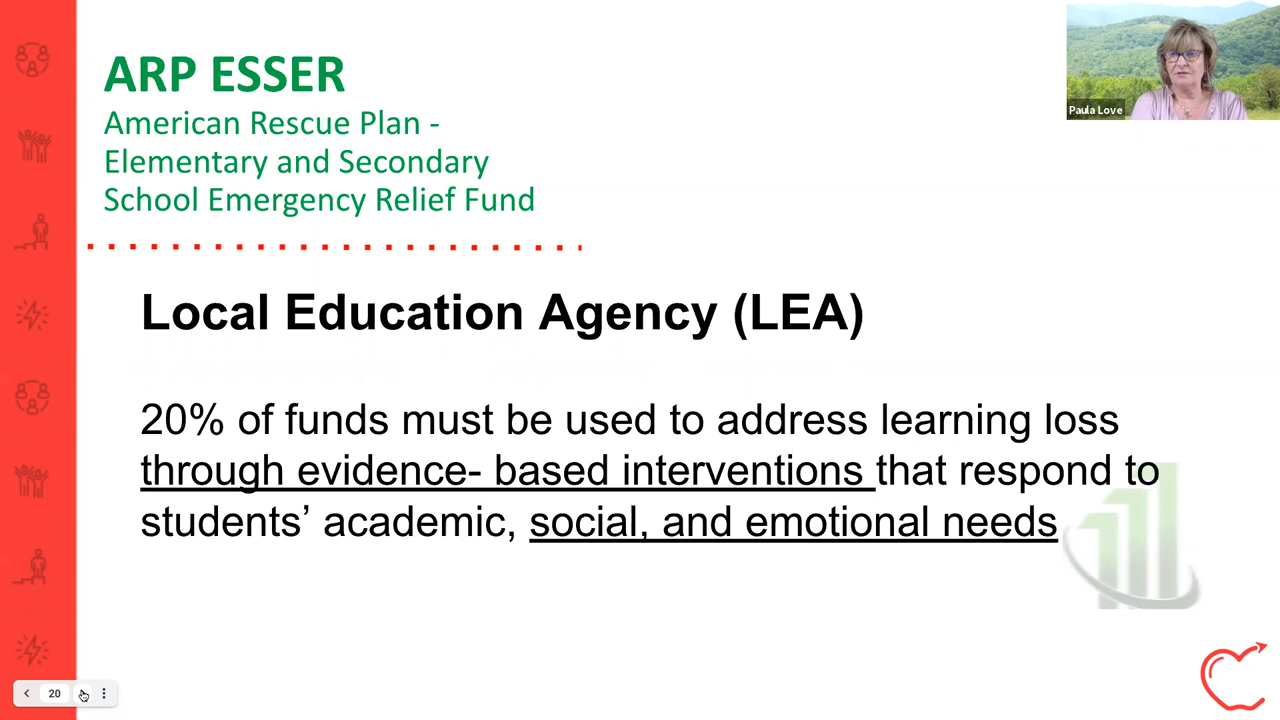 ARP ESSER
American Rescue Plan -
Elementary and Secondary
School Emergency Relief Fund
Paula Love
Local Education Agency (LEA)
20% of funds must be used to address learning loss
through evidence- based interventions that respond to
students’ academic, social, and emotional needs
20